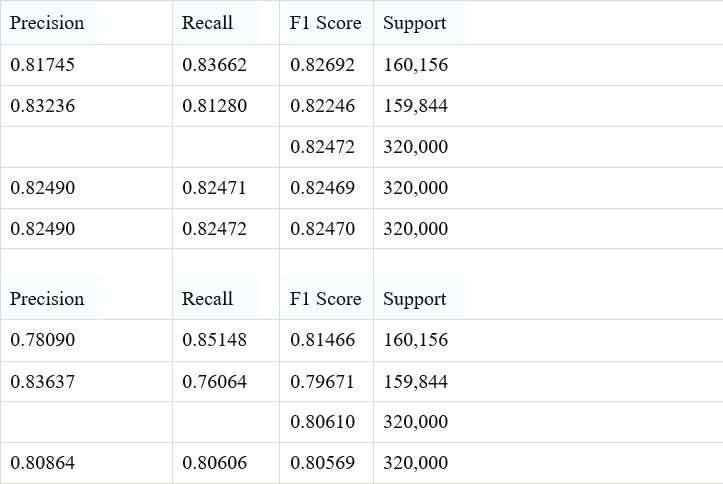 Precision Recall F1 Score Support
0.81745 0.83662 0.82692 160,156
0.83236 0.81280 0.82246 159,844
0.82472 320,000
0.82490 0.82471 0.82469 320,000
0.82490 0.82472 0.82470 320,000
Precision Recall F1 Score Support
0.78090 0.85148 0.81466 160,156
0.83637 0.76064 0.79671 159,844
0.80610 320,000
0.80864 0.80606 0.80569 320,000